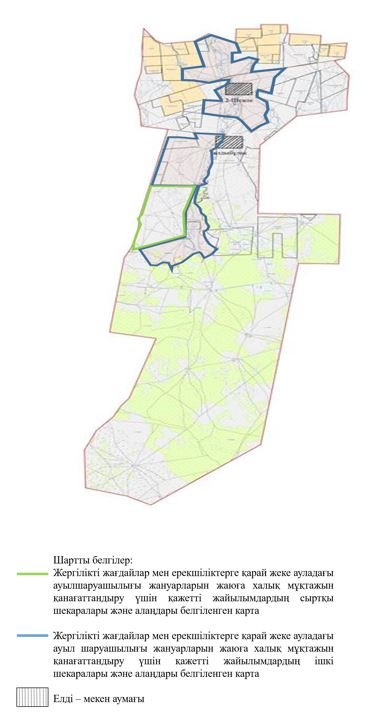 Шартты белгілер:
Жергілікті жағдайлар мен ерекшіліктерге қарай жеке ауладағы
ауылшаруашылығы жануарларын жаюға халық мұқтажын
қанағаттандыру үшін қажетті жайылымдардың сыртқы
шекаралары және алаңдары белгіленген карта
Жергілікті жағдайлар мен ерекшіліктерге қарай жеке ауладағы
ауыл шаруашылығы жануарларын жаюға халық мұқтажын
қанағаттандыру үшін қажетті жайылымдардың ішкі
шекаралары және алаңдары белгіленген карта
Елді – мекен аумағы